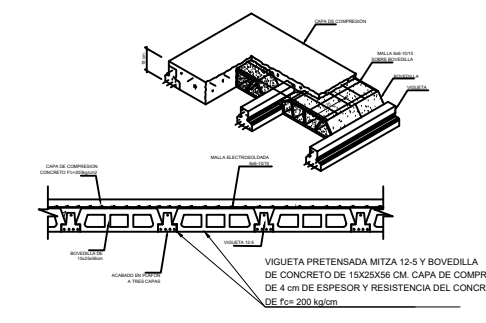 CAPA DE COMPRESIÓN
MALLA 6x6-10/10
SOBRE BOVEDILLA
BOVEDILLA
VIGUETA
CAPA DE COMPRESION
CONCRETO F'c=200kg/cm2
MALLA ELECTROSOLDADA
6x6-10/10
BOVEDILLA DE
15x25x56cm
VIGUETA 12-5
ACABADO EN PLAFON
A TRES CAPAS
VIGUETA PRETENSADA MITZA 12-5 Y BOVEDILLA
DE CONCRETO DE 15X25X56 CM. CAPA DE COMPR
DE 4 cm DE ESPESOR Y RESISTENCIA DEL CONCR
DE f'c= 200 kg/cm